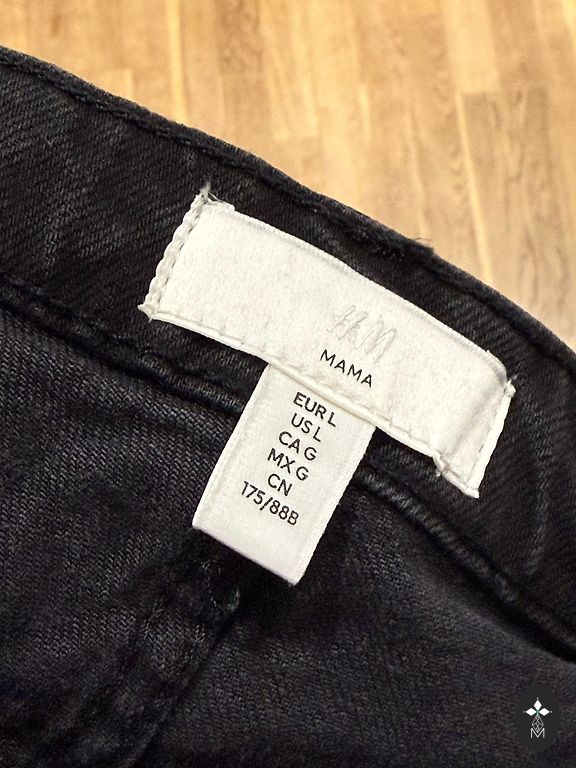 H&M
MAMA
EUR L
US L
CA G
MX G
CN
175/88B
M